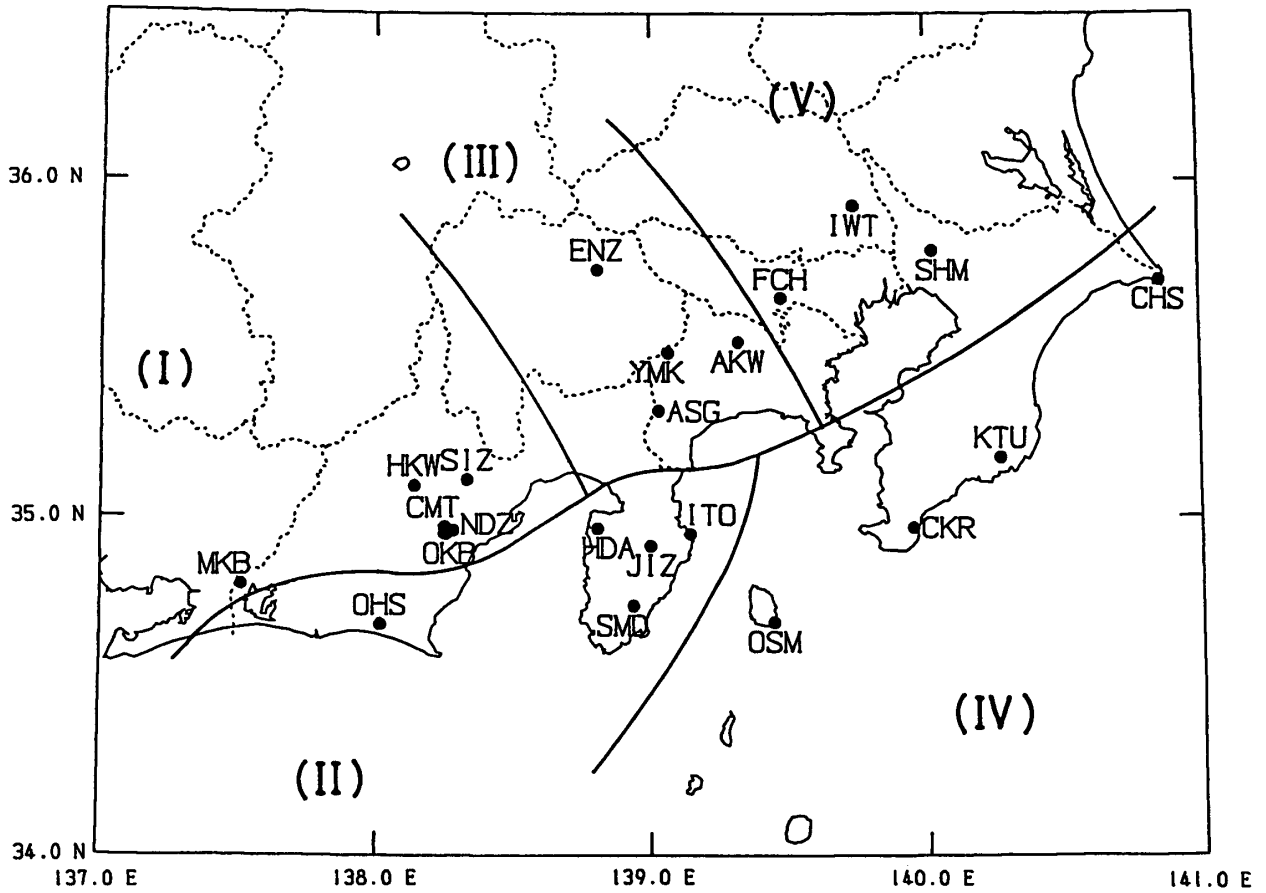 (V)
(III)
36.0 N
IWT
ENZ
SHM
FCH
CHS
(I)
YMK
AKW
ASG
KTU
HKW
SIZ
CMT
NDZ
ITO
35.0 N
CKR
OKB
HDA
JIZ
MKB
OHS
SMD
OSM
(IV)
(II)
34.0 N
137.0 E
138.0 E
139.0 E
140.0 E
141.0 E